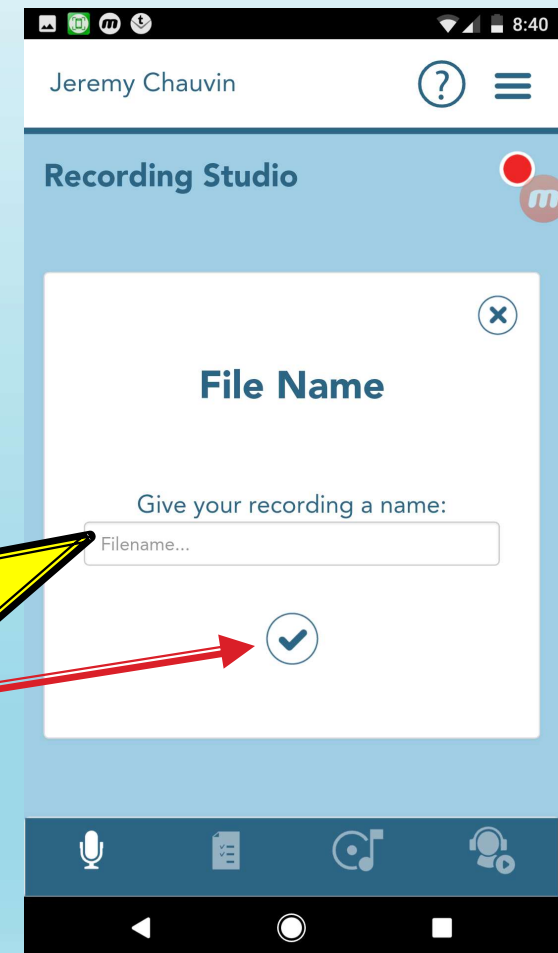 8:40
Jeremy Chauvin
?
Recording Studio
m
File Name
Give your recording a name:
Filename...